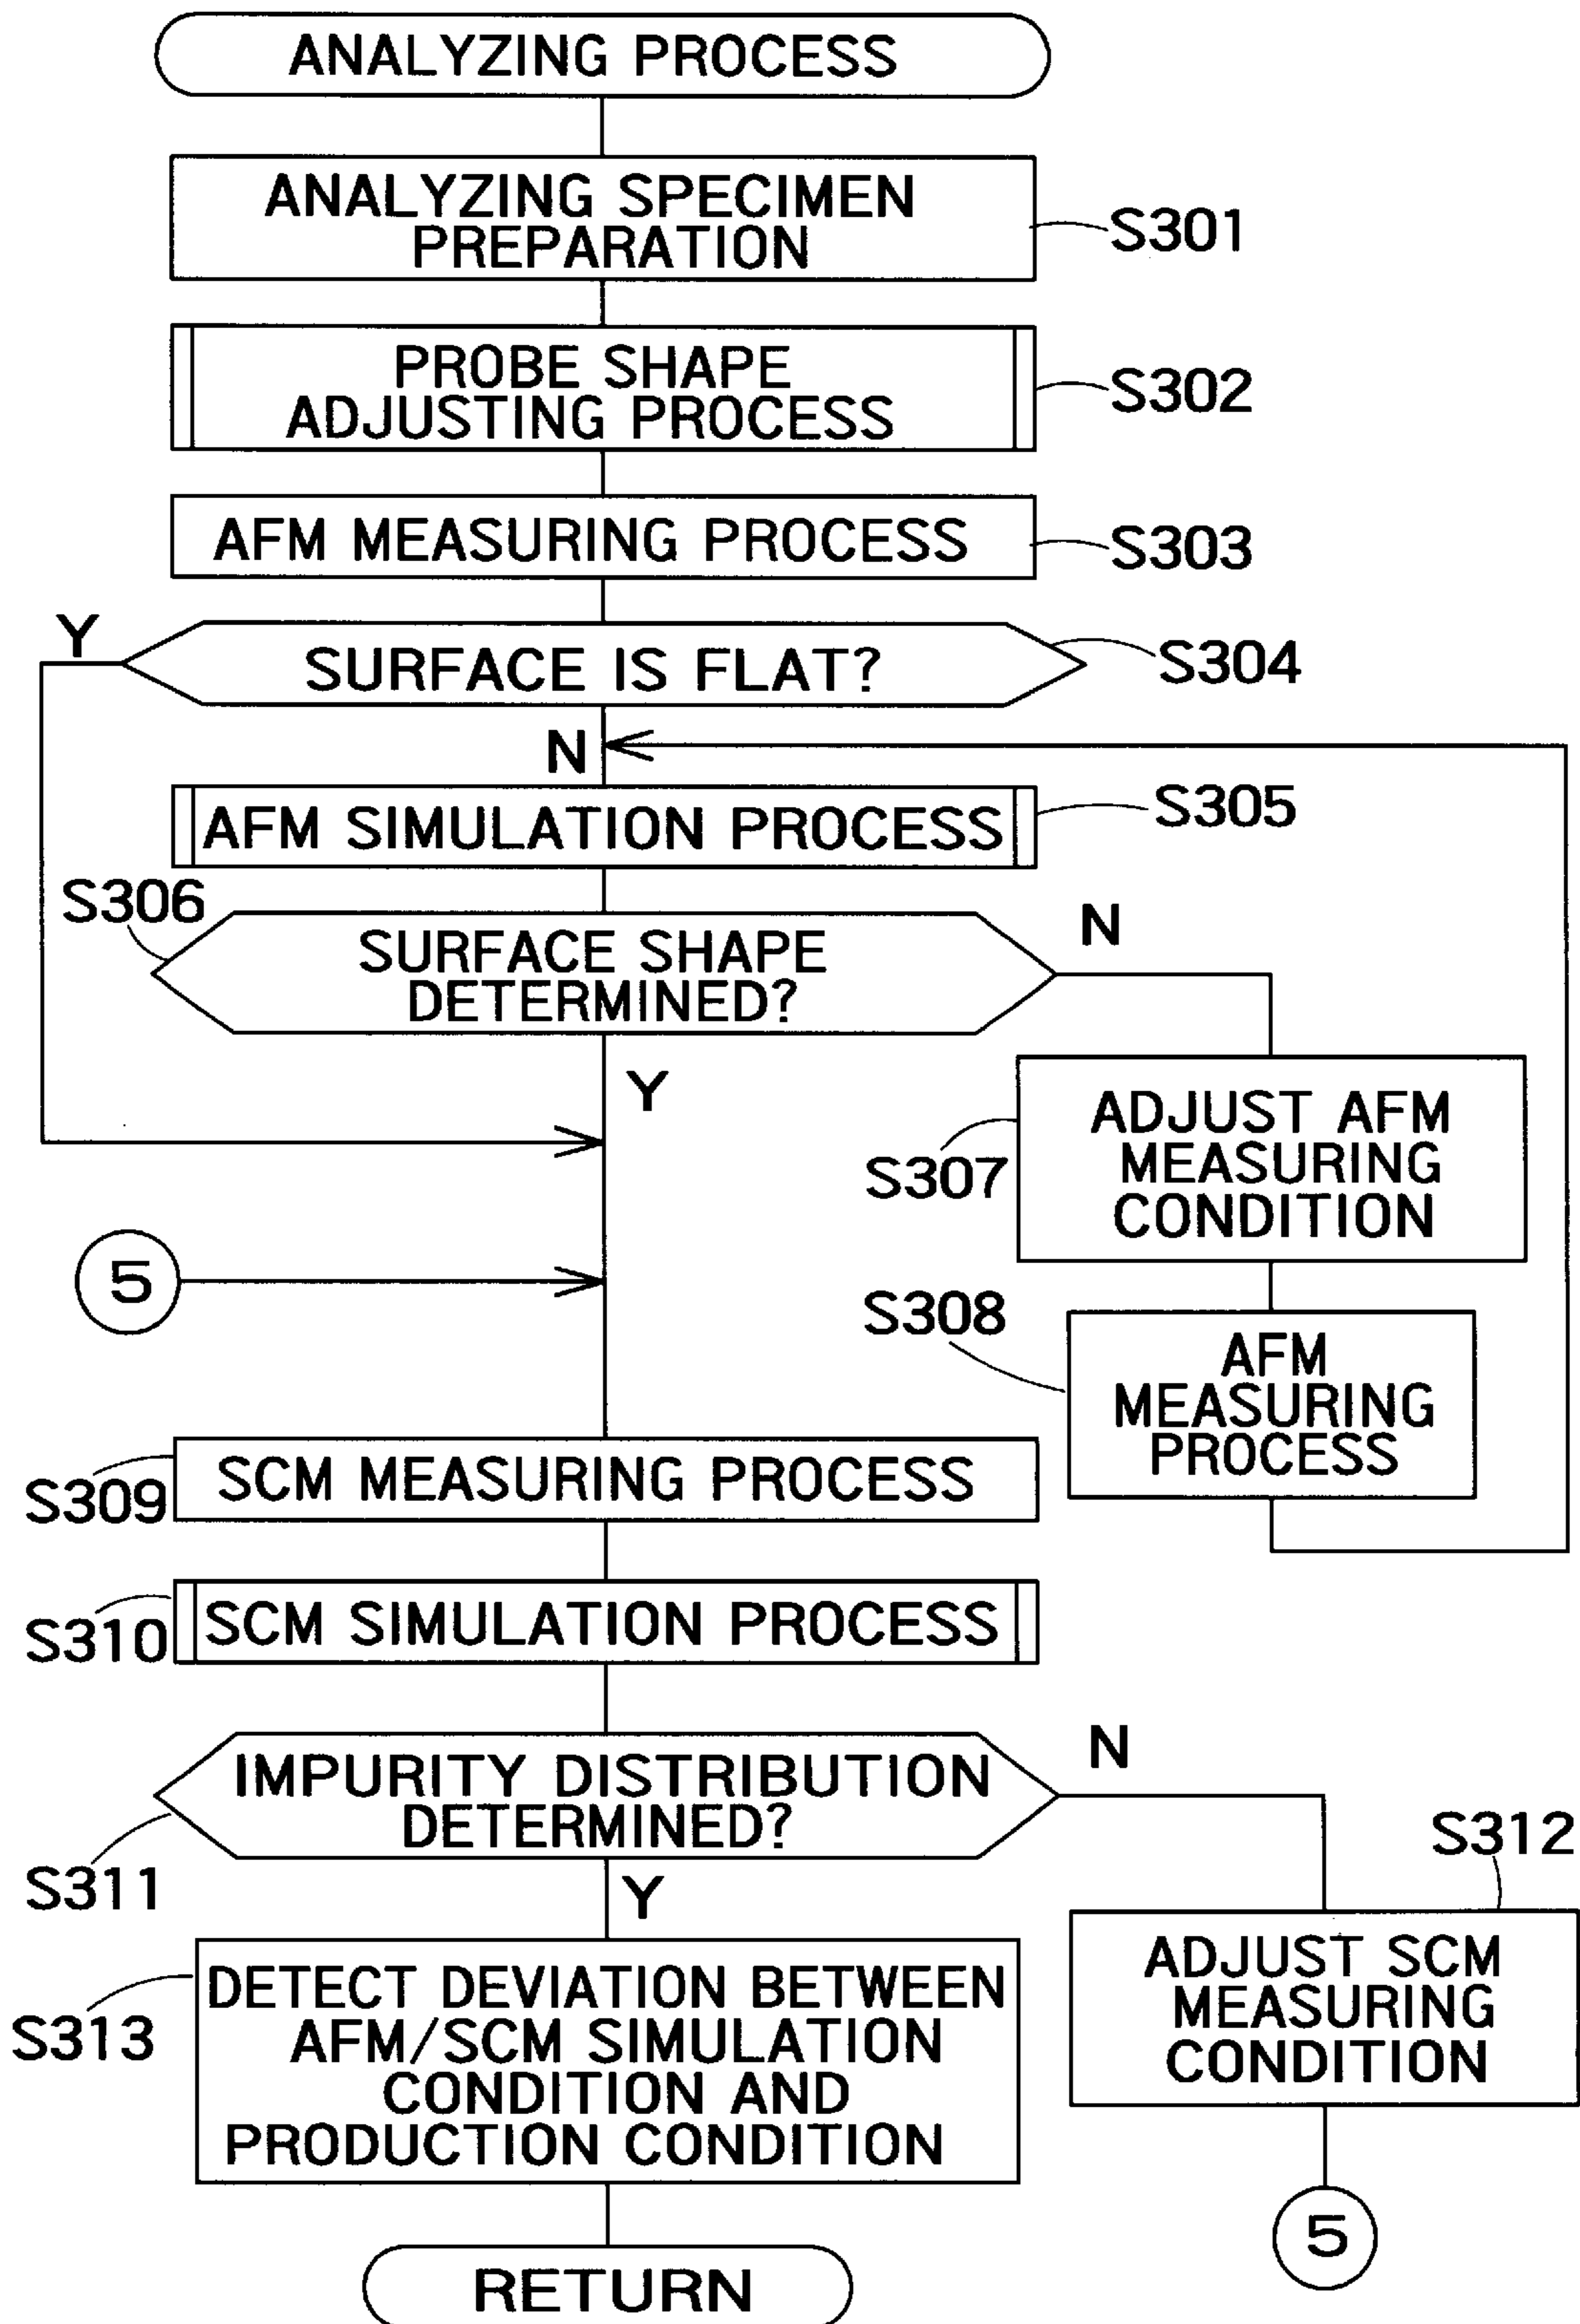 ANALYZING PROCESS
ANALYZING SPECIMEN
PREPARATION
S301
PROBE SHAPE
ADJUSTING PROCESS
S302
AFM MEASURING PROCESS
S303
Y
SURFACE IS FLAT?
S304
N
AFM SIMULATION PROCESS
S305
S306
SURFACE SHAPE
DETERMINED?
N
Y
S307
ADJUST AFM
MEASURING
CONDITION
5
S308
AFM
MEASURING
PROCESS
S309
SCM MEASURING PROCESS
S310
SCM SIMULATION PROCESS
IMPURITY DISTRIBUTION
DETERMINED?
N
S311
Y
S312
ADJUST SCM
MEASURING
CONDITION
S313
DETECT DEVIATION BETWEEN
AFM/SCM SIMULATION
CONDITION AND
PRODUCTION CONDITION
5
RETURN